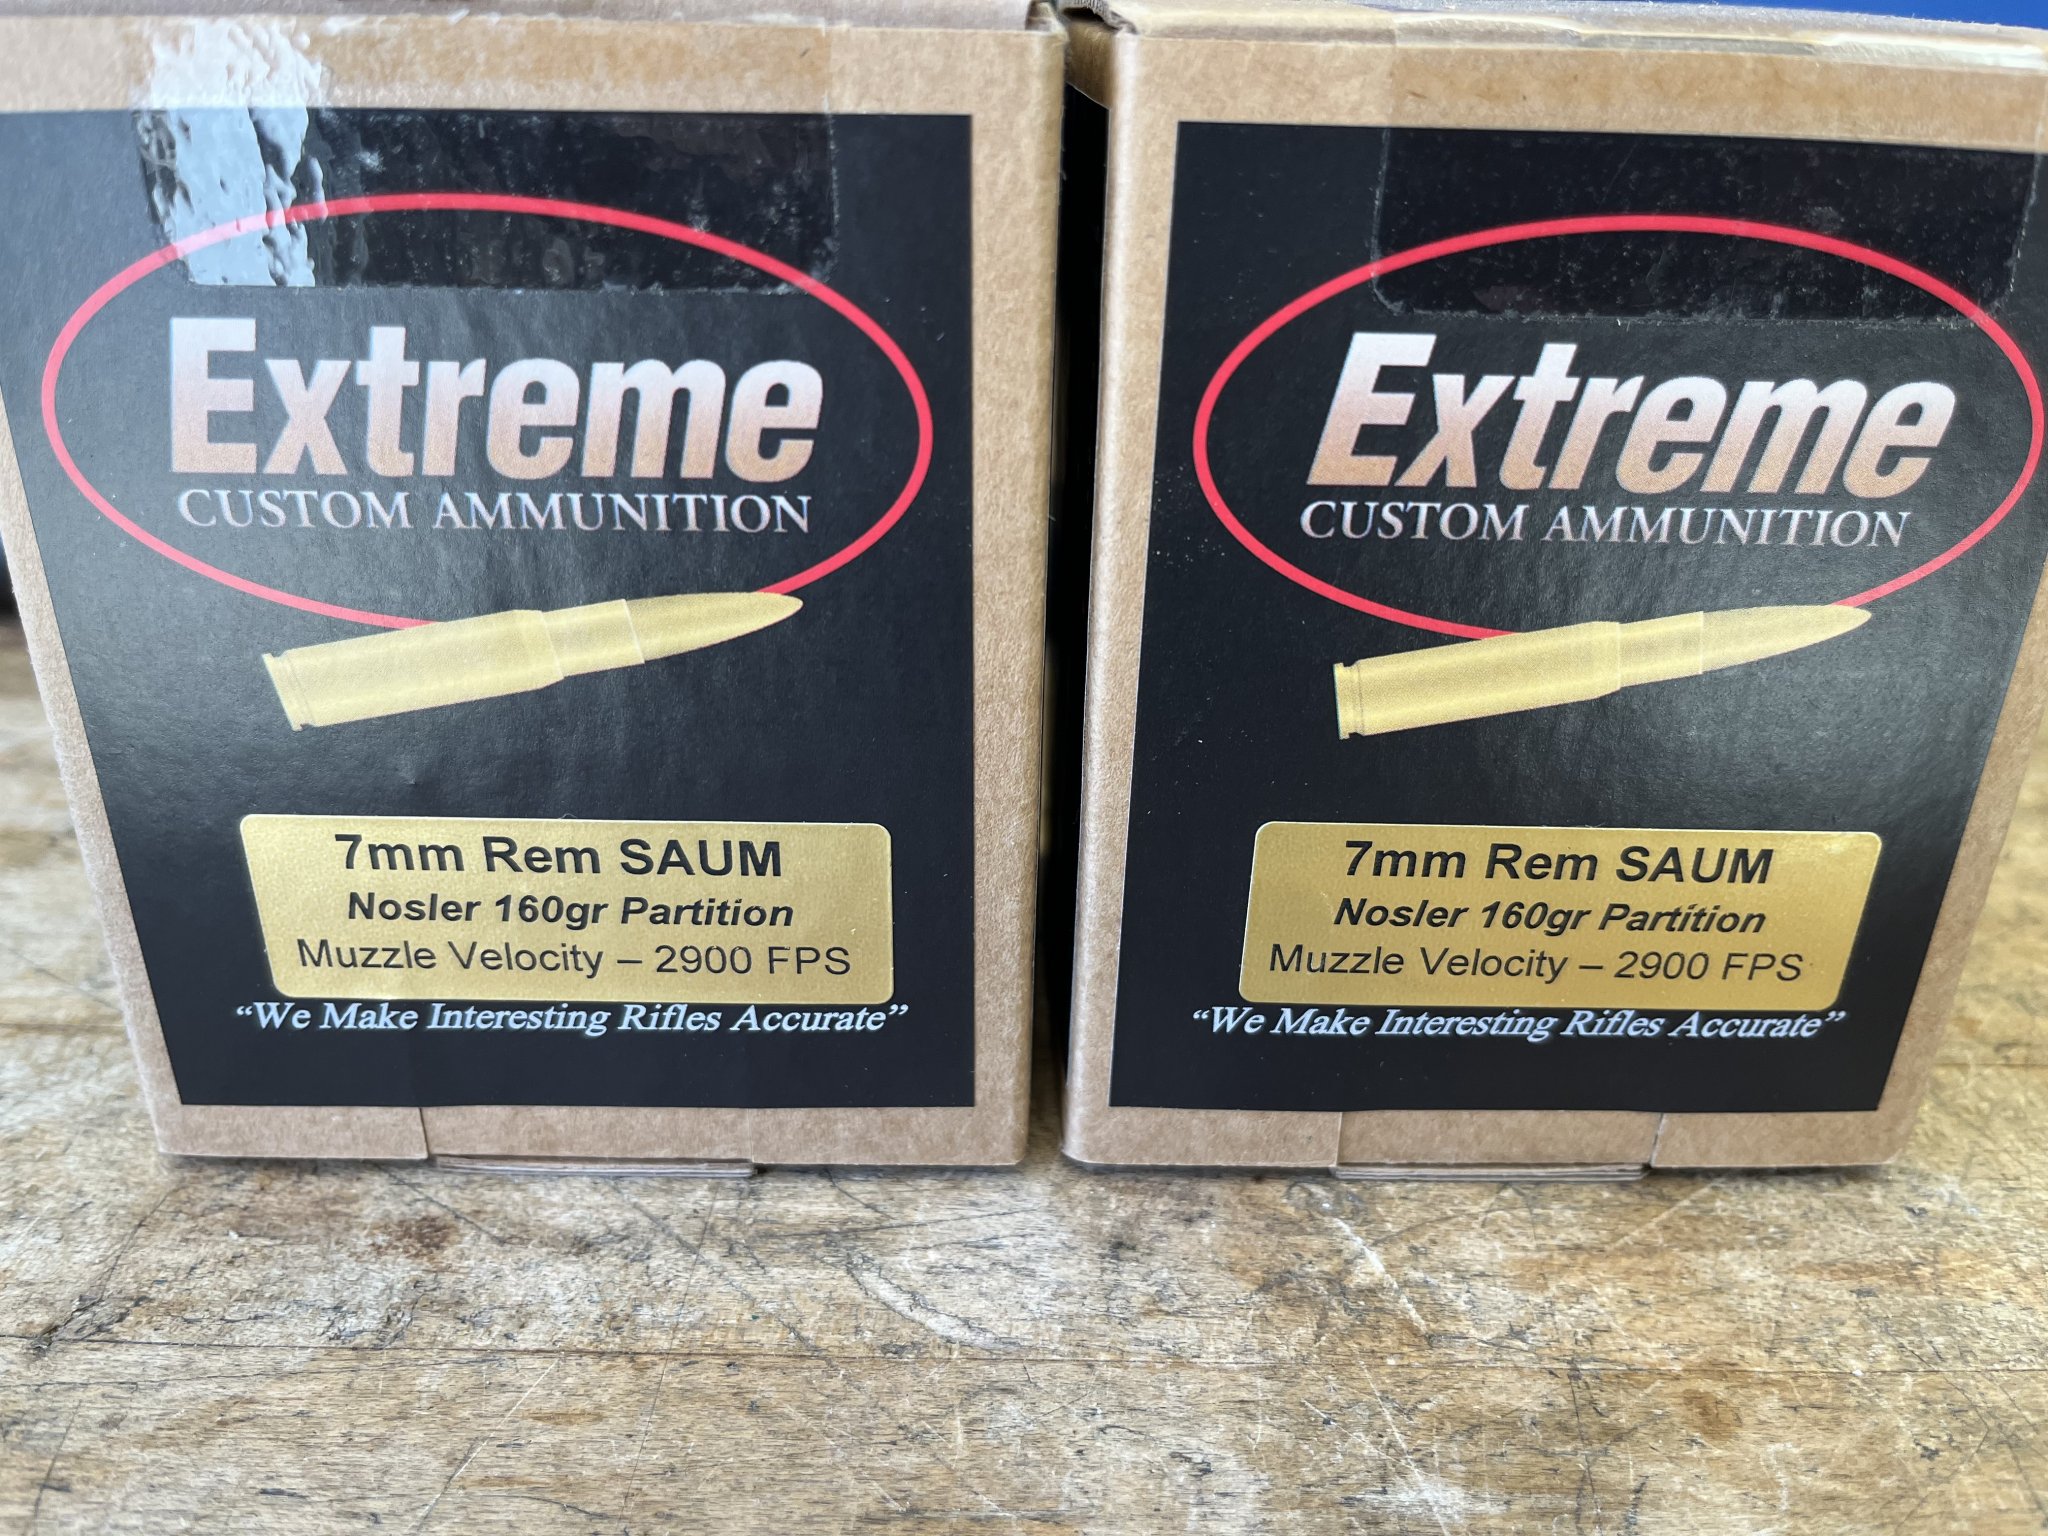 Extreme
CUSTOM AMMUNITION
7mm Rem SAUM
Nosler 160gr Partition
Muzzle Velocity – 2900 FPS
“We Make Interesting Rifles Accurate”
Extreme
CUSTOM AMMUNITION
7mm Rem SAUM
Nosler 160gr Partition
Muzzle Velocity – 2900 FPS
“We Make Interesting Rifles Accurate”